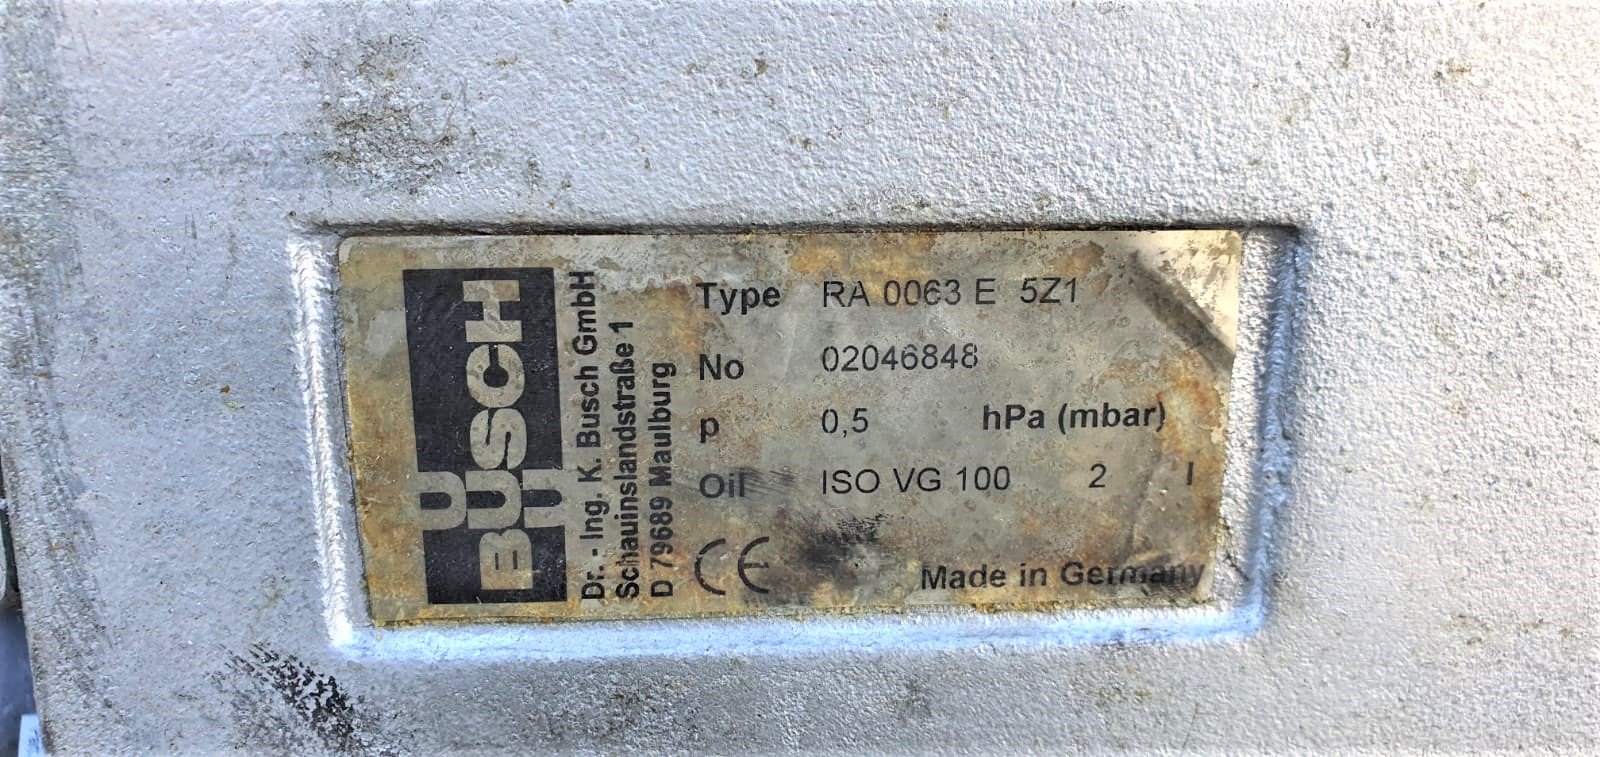 BUSCH
Dr. - Ing. K. Busch GmbH
Schauinslandstraße 1
D 79689 Maulburg
Type RA 0063 E 5Z1
No 02046848
p 0,5 hPa (mbar)
Oil ISO VG 100 2 l
CE
Made in Germany